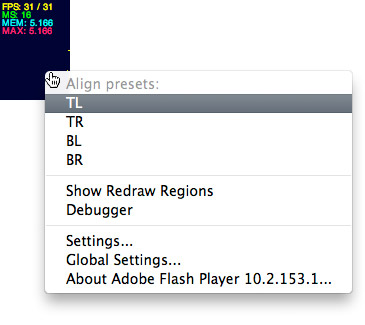 FPS: 31 / 31
MS: 16
MEM: 5.166
MAX: 5.166
Align presets:
TL
TR
BL
BR
Show Redraw Regions
Debugger
Settings...
Global Settings...
About Adobe Flash Player 10.2.153.1...